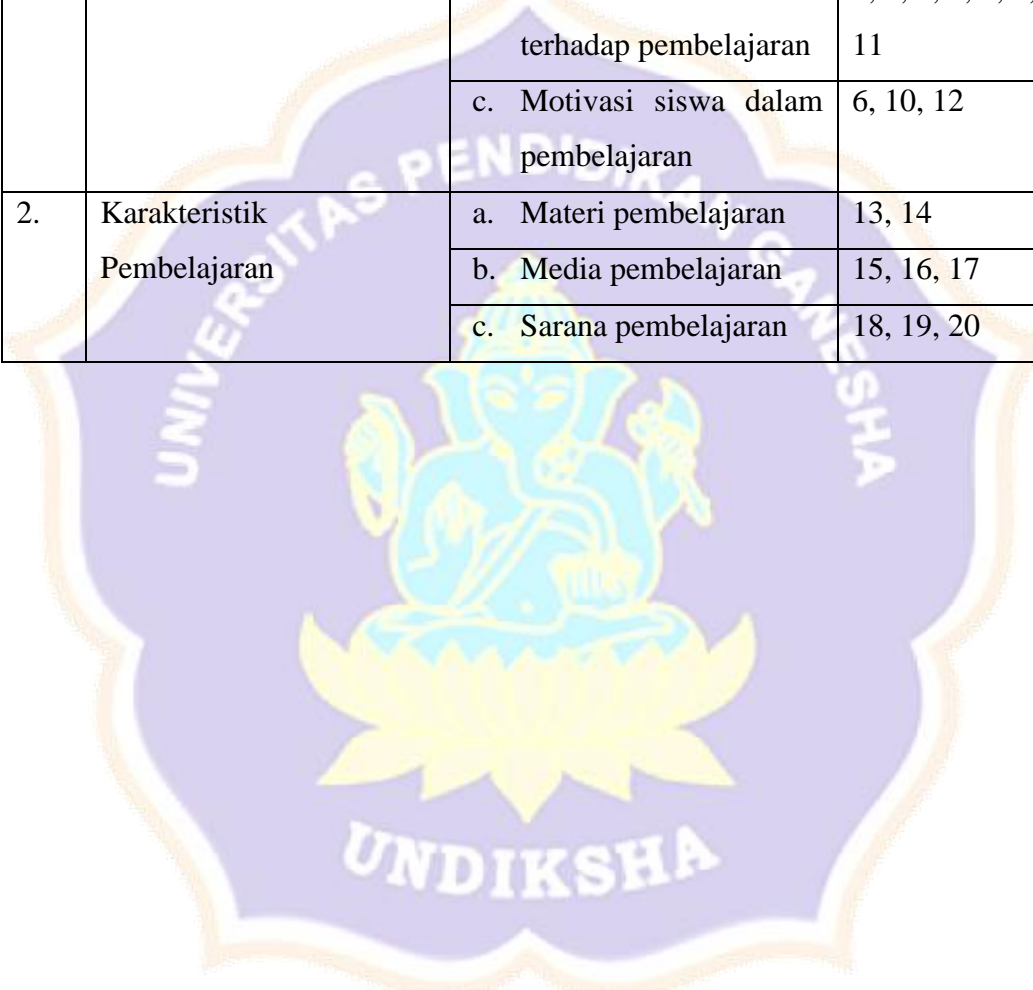 terhadap pembelajaran 11
c. Motivasi siswa dalam 6, 10, 12
pembelajaran
2. Karakteristik a. Materi pembelajaran 13, 14
Pembelajaran b. Media pembelajaran 15, 16, 17
c. Sarana pembelajaran 18, 19, 20
UNIVERSITAS PENDIDIKAN GANESHA
UNDIKSHA